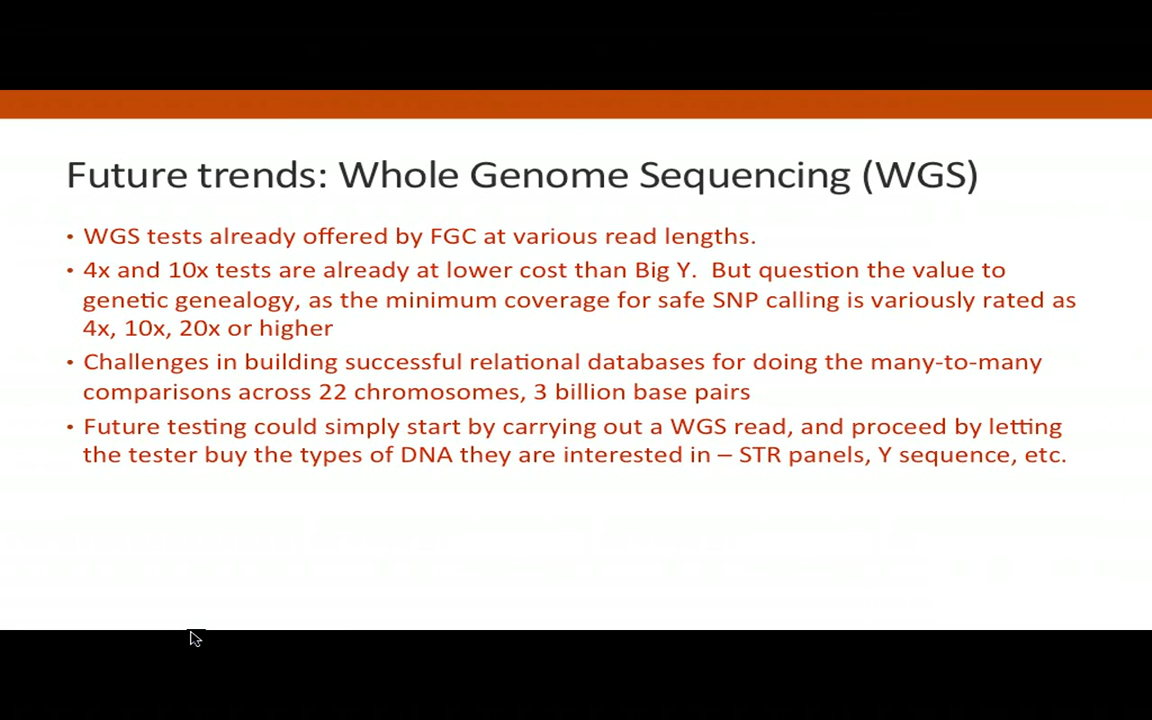 Future trends: Whole Genome Sequencing (WGS)
• WGS tests already offered by FGC at various read lengths.
• 4x and 10x tests are already at lower cost than Big Y.  But question the value to
genetic genealogy, as the minimum coverage for safe SNP calling is variously rated as
4x, 10x, 20x or higher
• Challenges in building successful relational databases for doing the many-to-many
comparisons across 22 chromosomes, 3 billion base pairs
• Future testing could simply start by carrying out a WGS read, and proceed by letting
the tester buy the types of DNA they are interested in – STR panels, Y sequence, etc.